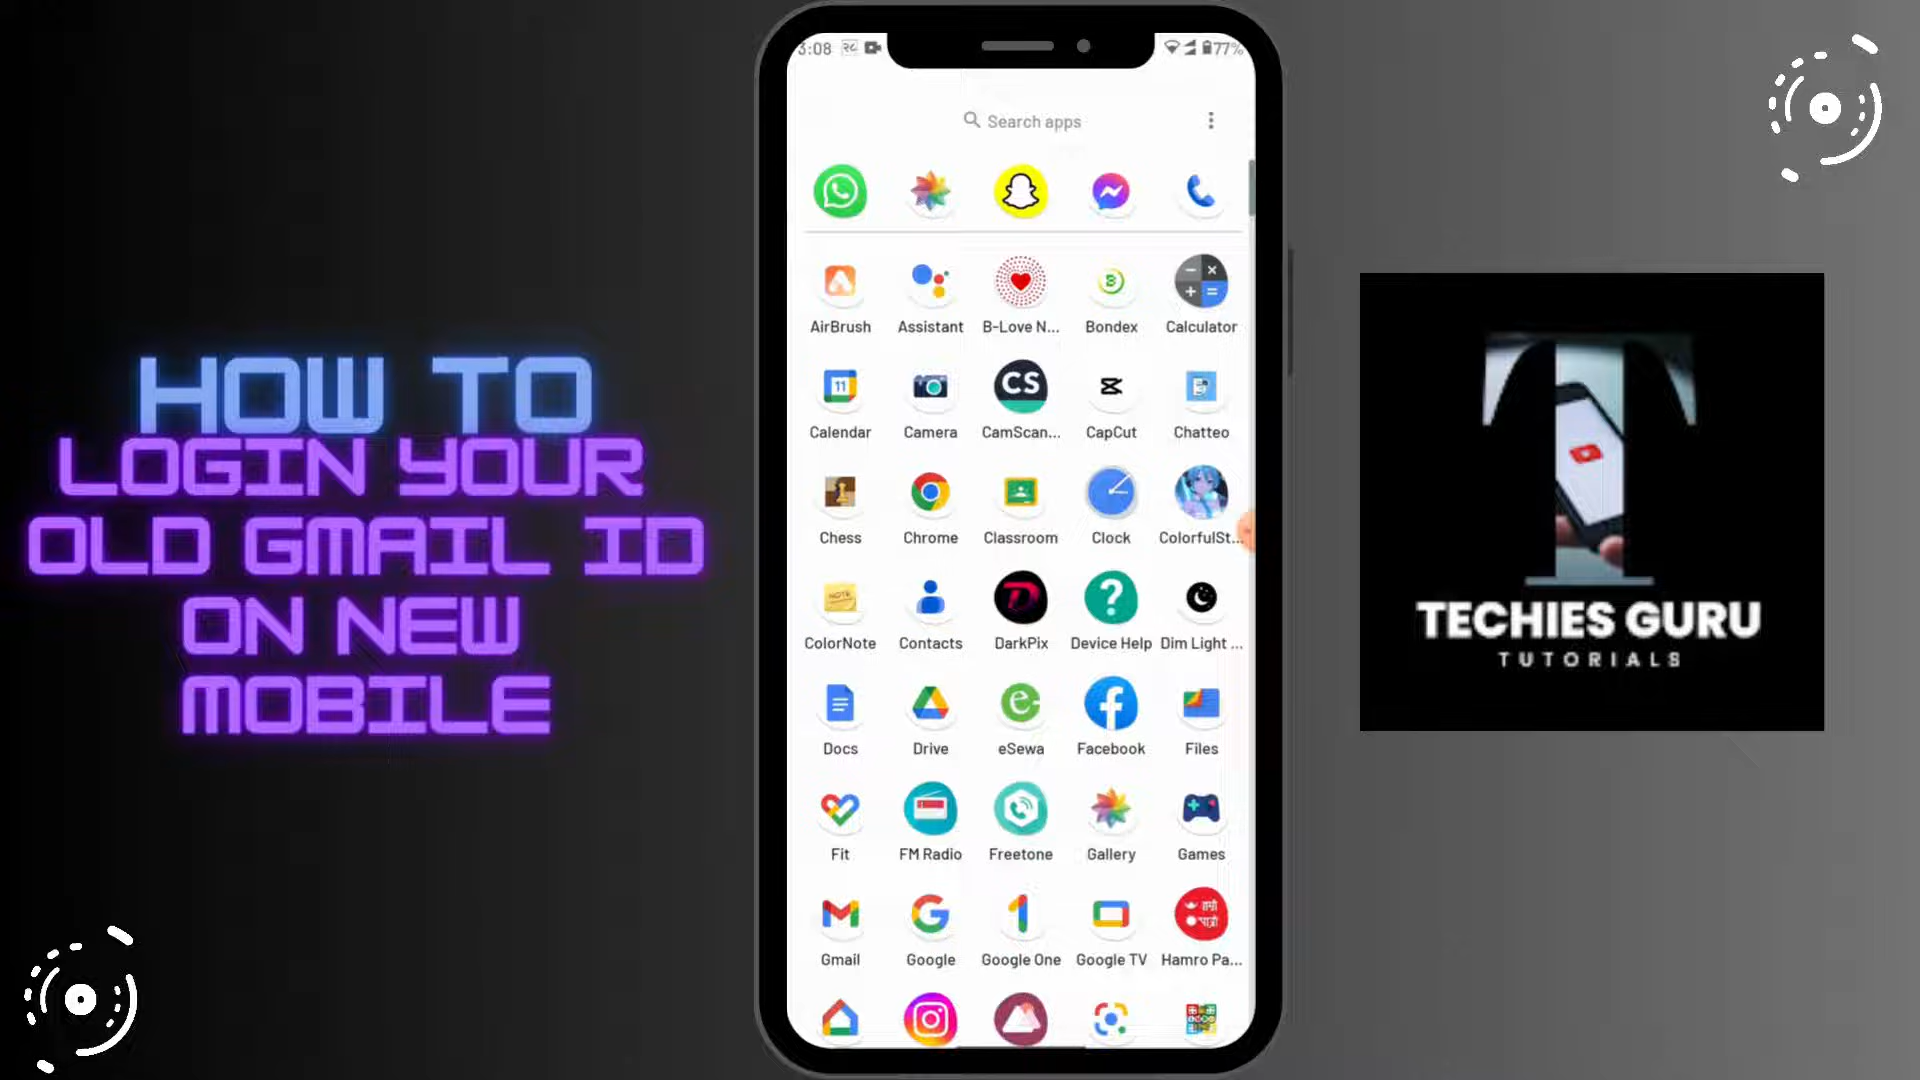 HOW TO
LOGIN YOUR
OLD GMAIL ID
ON NEW
MOBILE
3:08
77%
Search apps
AirBrush
Assistant
B-Love N...
Bondex
Calculator
11
Calendar
Camera
CS
CamScan...
CapCut
Chatteo
Chess
Chrome
Classroom
Clock
ColorfulSt...
NOTE
ColorNote
Contacts
DarkPix
Device Help
Dim Light ...
Docs
Drive
eSewa
Facebook
Files
Fit
FM Radio
Freetone
Gallery
Games
Gmail
Google
Google One
Google TV
हाम्रो
पात्रो
Hamro Pa...
T
TECHIES GURU
TUTORIALS